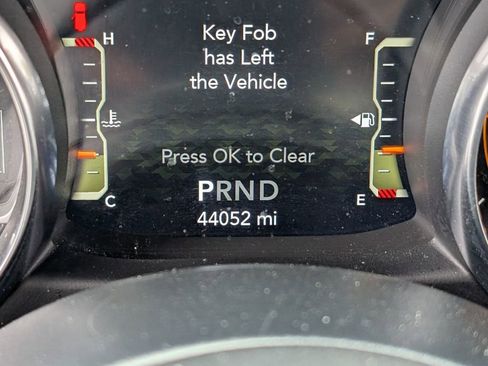 H
Key Fob
F
has Left
the Vehicle
Press OK to Clear
C
PRND
E
44052 mi